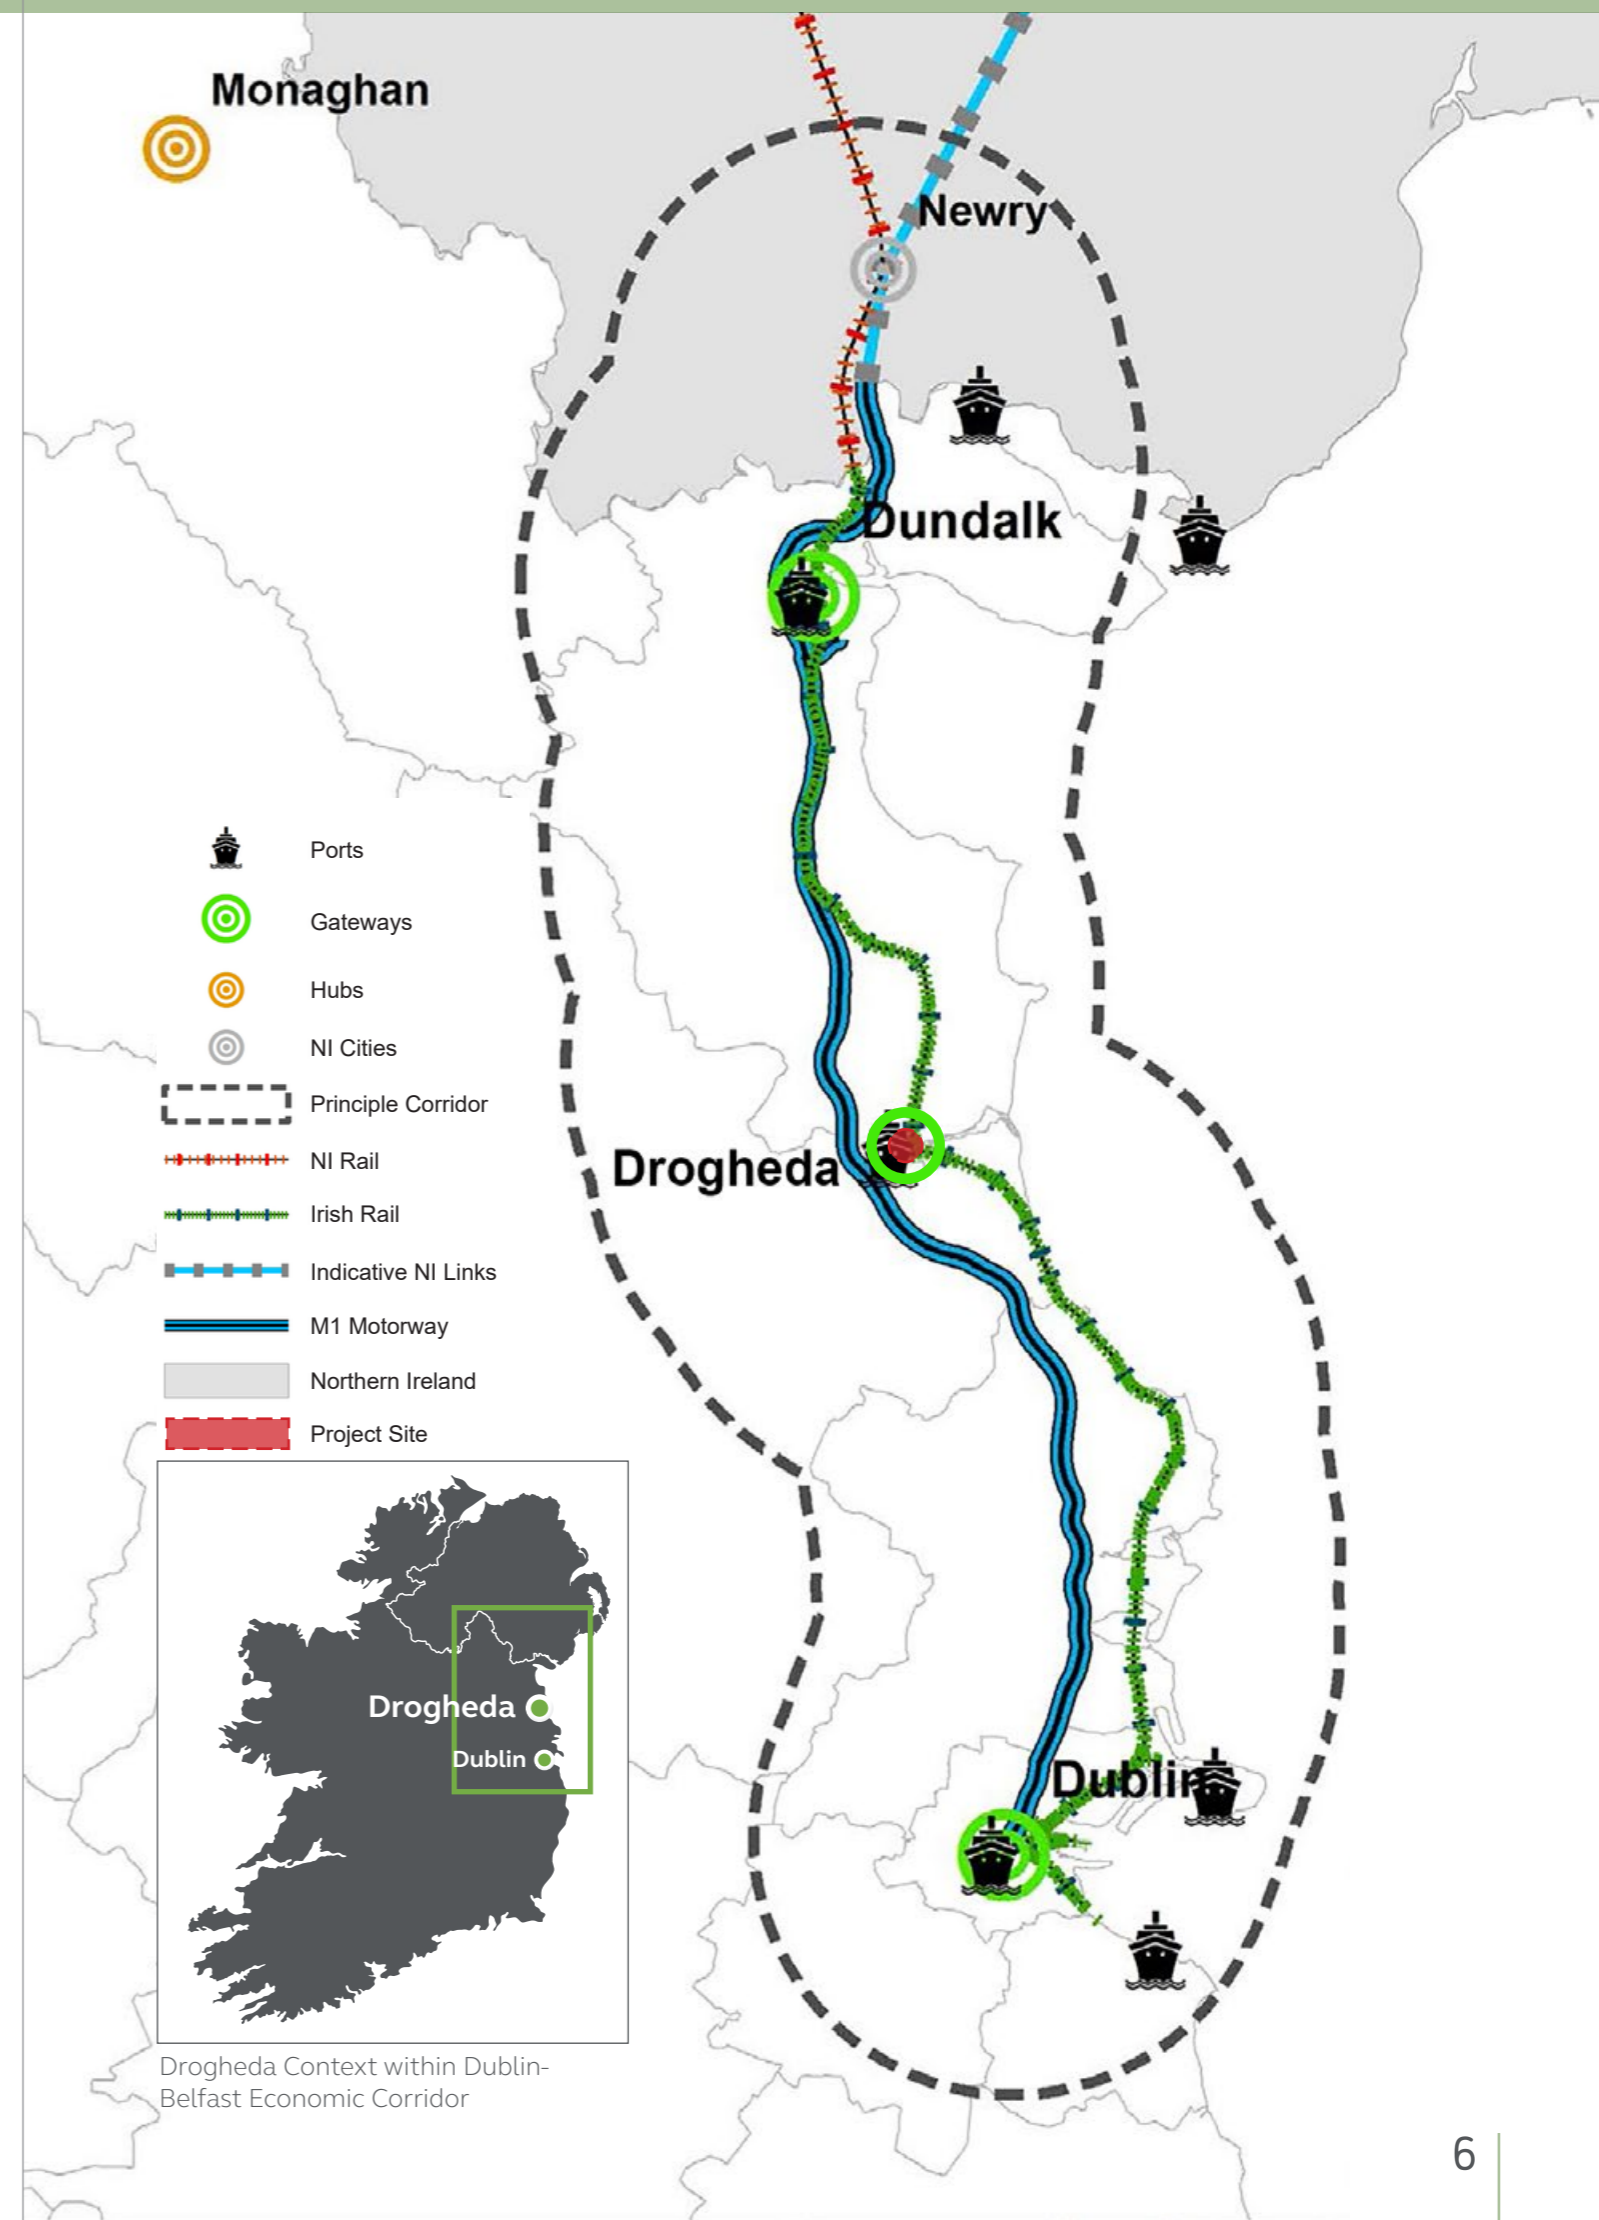 Monaghan
Newry
Dundalk
Drogheda
Dublin
Ports
Gateways
Hubs
NI Cities
Principle Corridor
NI Rail
Irish Rail
Indicative NI Links
M1 Motorway
Northern Ireland
Project Site
Drogheda
Dublin
Drogheda Context within Dublin-
Belfast Economic Corridor
6